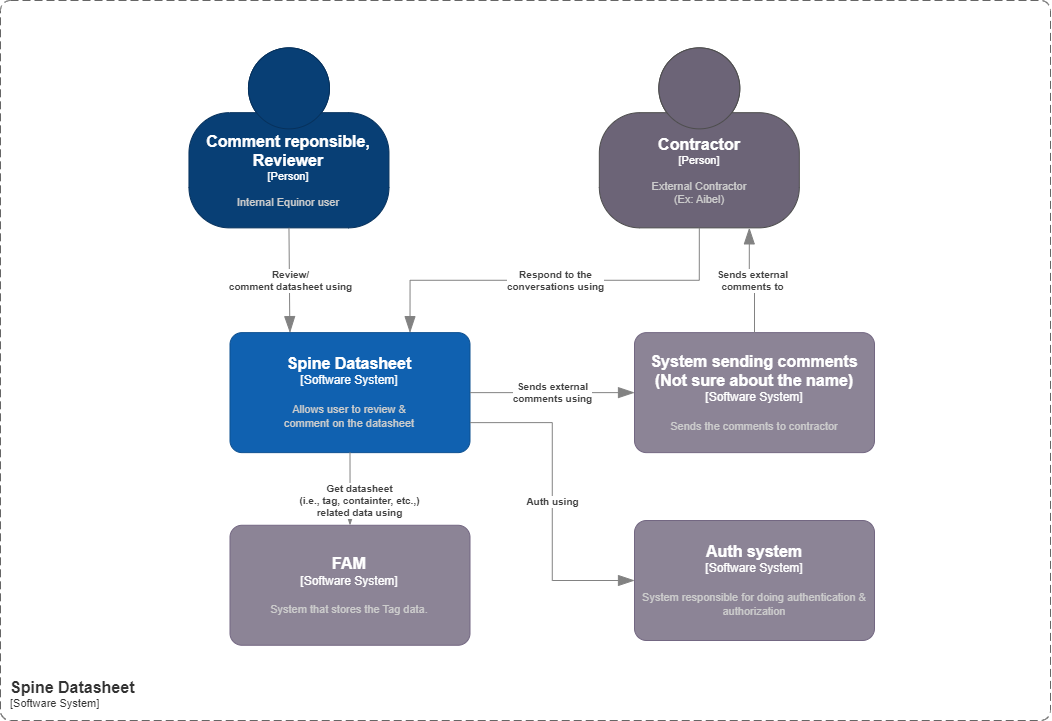 Comment reponsible,
Reviewer
[Person]
Internal Equinor user
Contractor
[Person]
External Contractor
(Ex: Aibel)
Review/
comment datasheet using
Respond to the
conversations using
Sends external
comments to
Spine Datasheet
[Software System]
Allows user to review &
comment on the datasheet
Sends external
comments using
System sending comments
(Not sure about the name)
[Software System]
Sends the comments to contractor
Get datasheet
(i.e., tag, containter, etc.,)
related data using
Auth using
FAM
[Software System]
System that stores the Tag data.
Auth system
[Software System]
System responsible for doing authentication &
authorization
Spine Datasheet
[Software System]